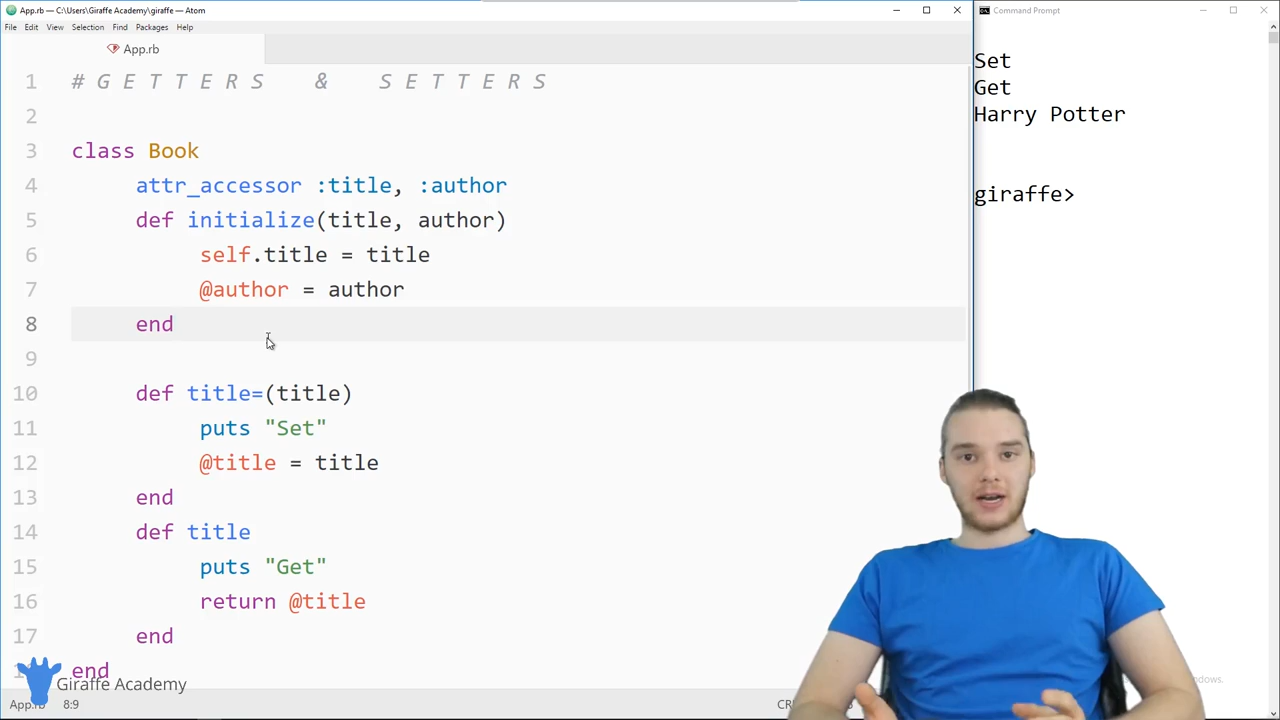 App.rb — C:\Users\Giraffe Academy\giraffe — Atom
File Edit View Selection Find Packages Help
App.rb
1 # G E T T E R S & S E T T E R S
2
3 class Book
4 attr_accessor :title, :author
5 def initialize(title, author)
6 self.title = title
7 @author = author
8 end
9
10 def title=(title)
11 puts "Set"
12 @title = title
13 end
14 def title
15 puts "Get"
16 return @title
17 end
end
Giraffe Academy
App.rb 8:9
Command Prompt
Set
Get
Harry Potter
giraffe>